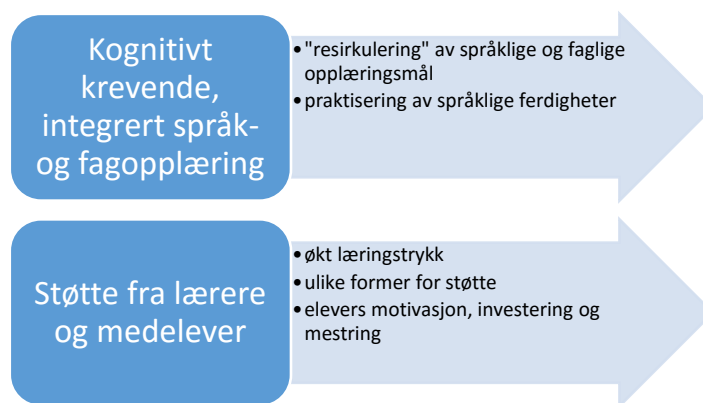 Kognitivt
krevende,
integrert språk-
og fagopplæring
•"resirkulering" av språklige og faglige
opplæringsmål
•praktisering av språklige ferdigheter
Støtte fra lærere
og medelever
•økt læringstrykk
•ulike former for støtte
•elevers motivasjon, investering og
mestring